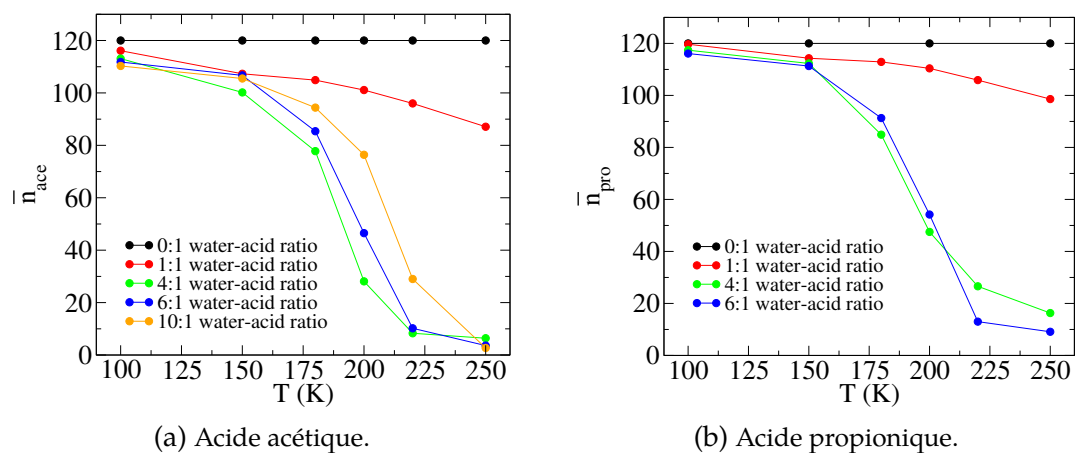 120
100
80
60
40
20
0
n̄ace
0:1 water-acid ratio
1:1 water-acid ratio
4:1 water-acid ratio
6:1 water-acid ratio
10:1 water-acid ratio
100 125 150 175 200 225 250
T (K)
(a) Acide acétique.
120
100
80
60
40
20
0
n̄pro
0:1 water-acid ratio
1:1 water-acid ratio
4:1 water-acid ratio
6:1 water-acid ratio
100 125 150 175 200 225 250
T (K)
(b) Acide propionique.